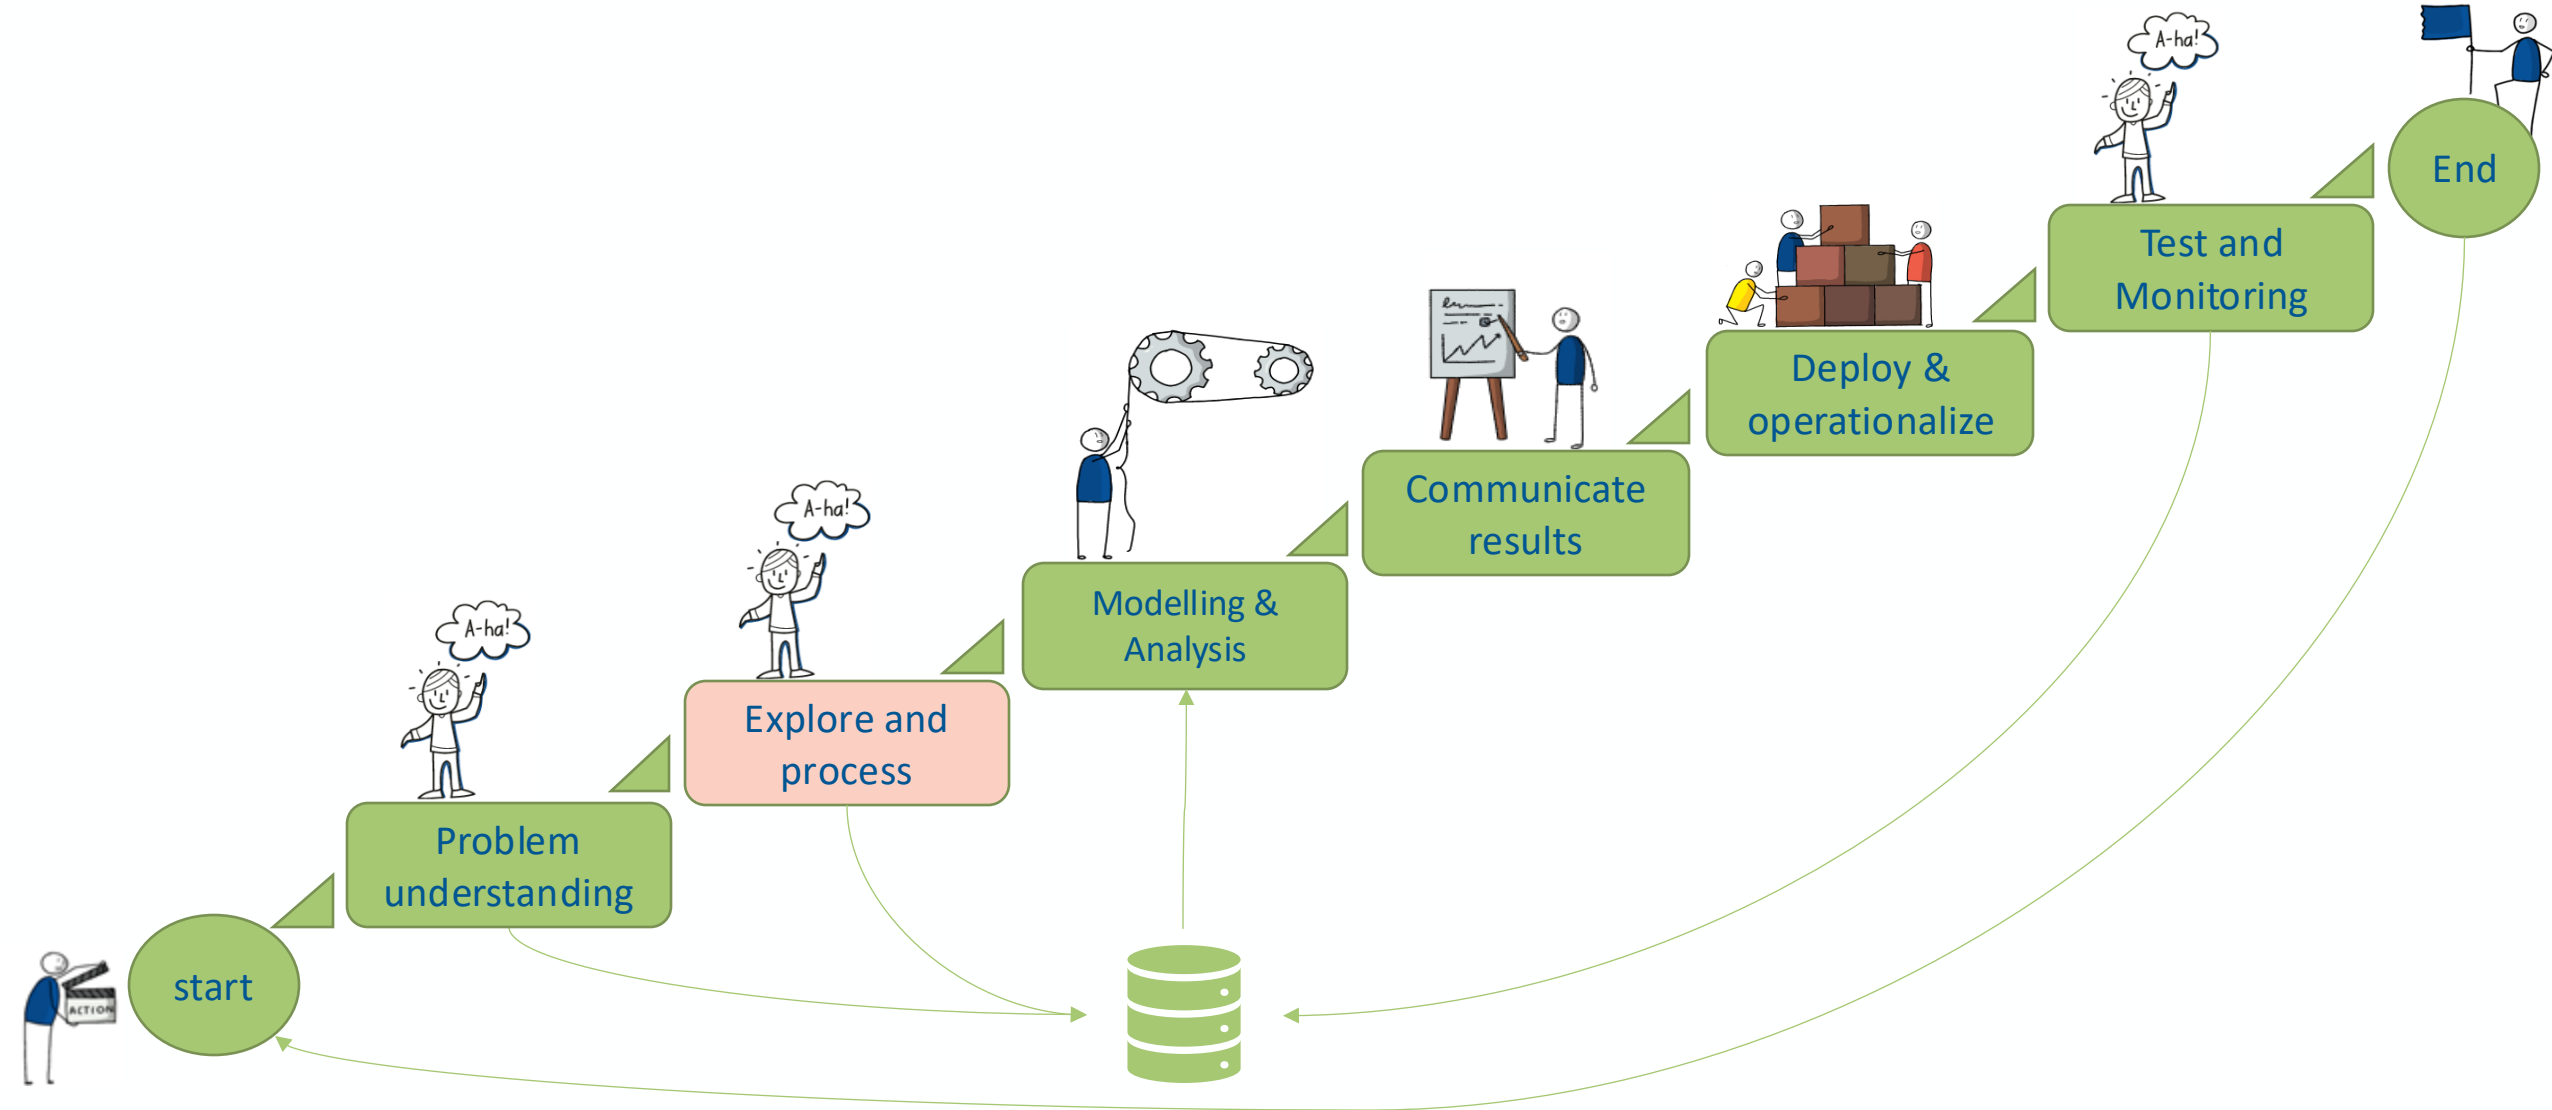 A-ha!
End
Test and
Monitoring
Deploy &
operationalize
Communicate
results
A-ha!
Modelling &
Analysis
A-ha!
Explore and
process
Problem
understanding
start
ACTION